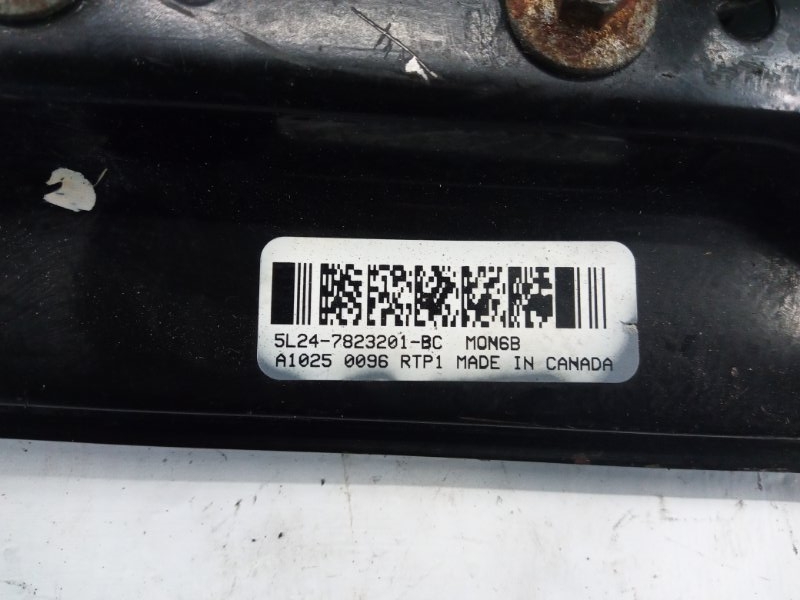 5L24-7823201-BC MON6B
A1025 0096 RTP1 MADE IN CANADA